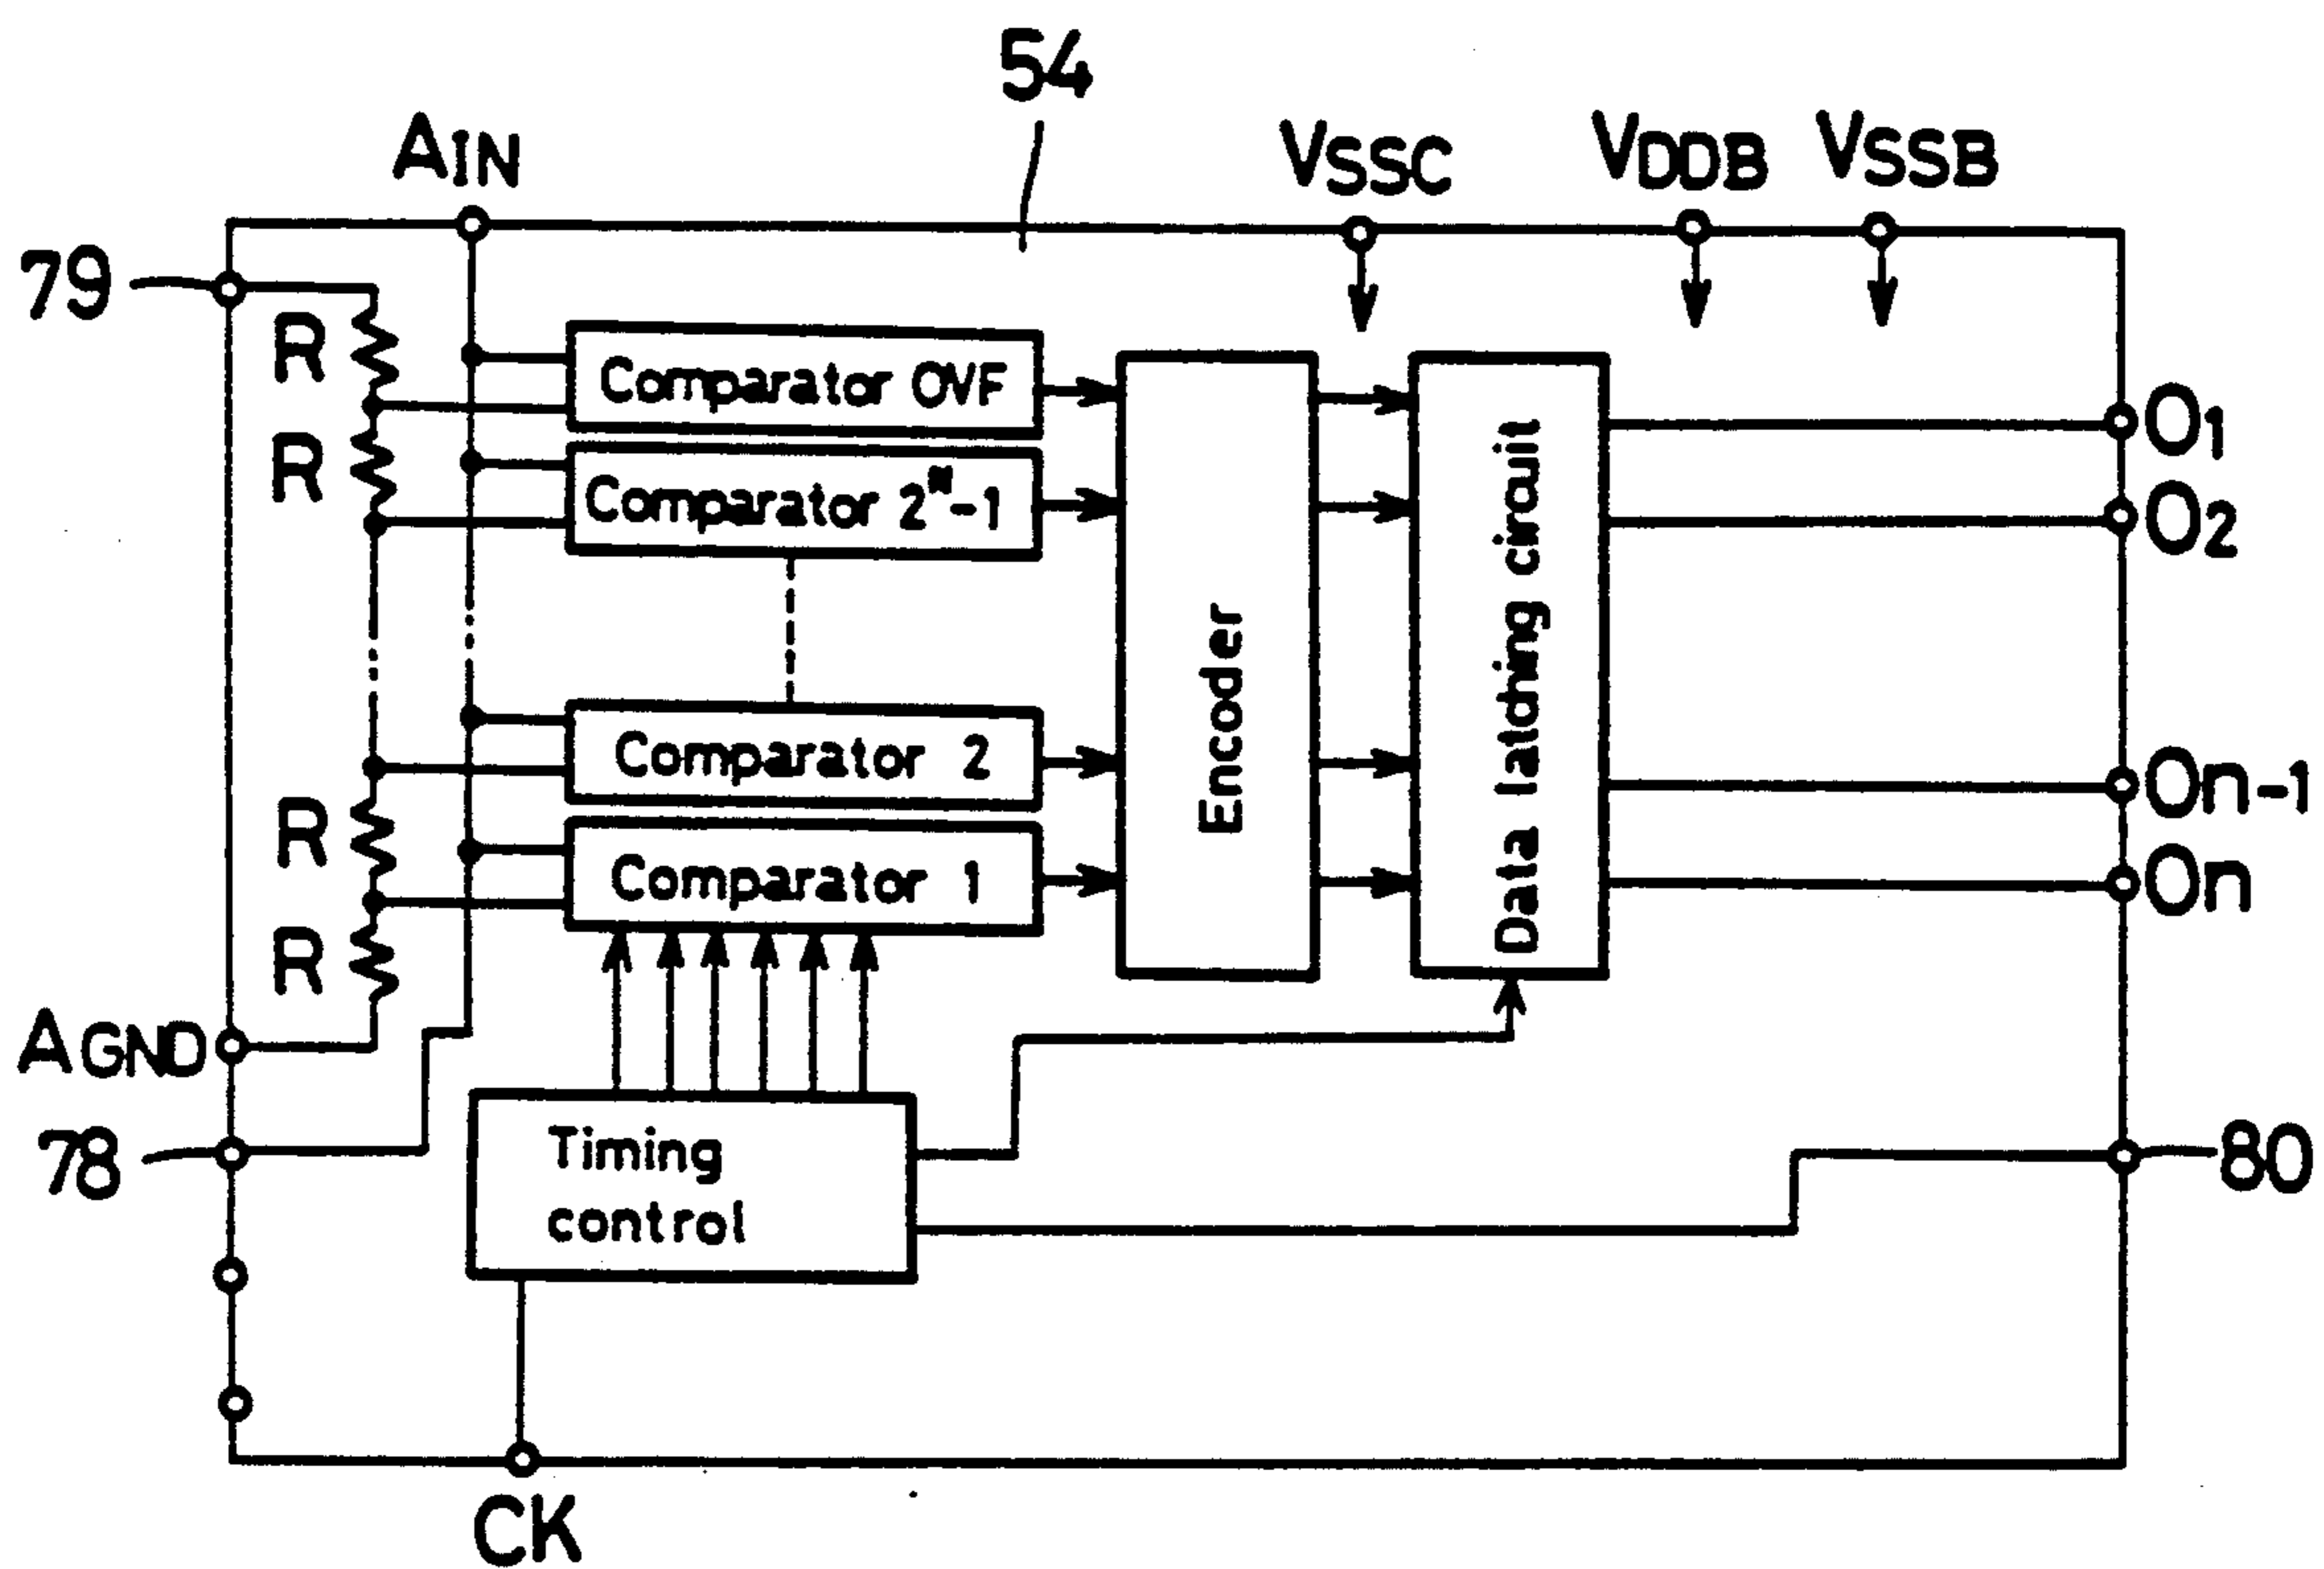 54
AIN
VSSC
VDDB
VSSB
79
R
Comparator OVF
R
Comparator 2ᴺ-1
O1
O2
Encoder
Data latching circuit
Comparator 2
R
Comparator 1
R
On-1
On
AGND
78
Timing
control
80
CK